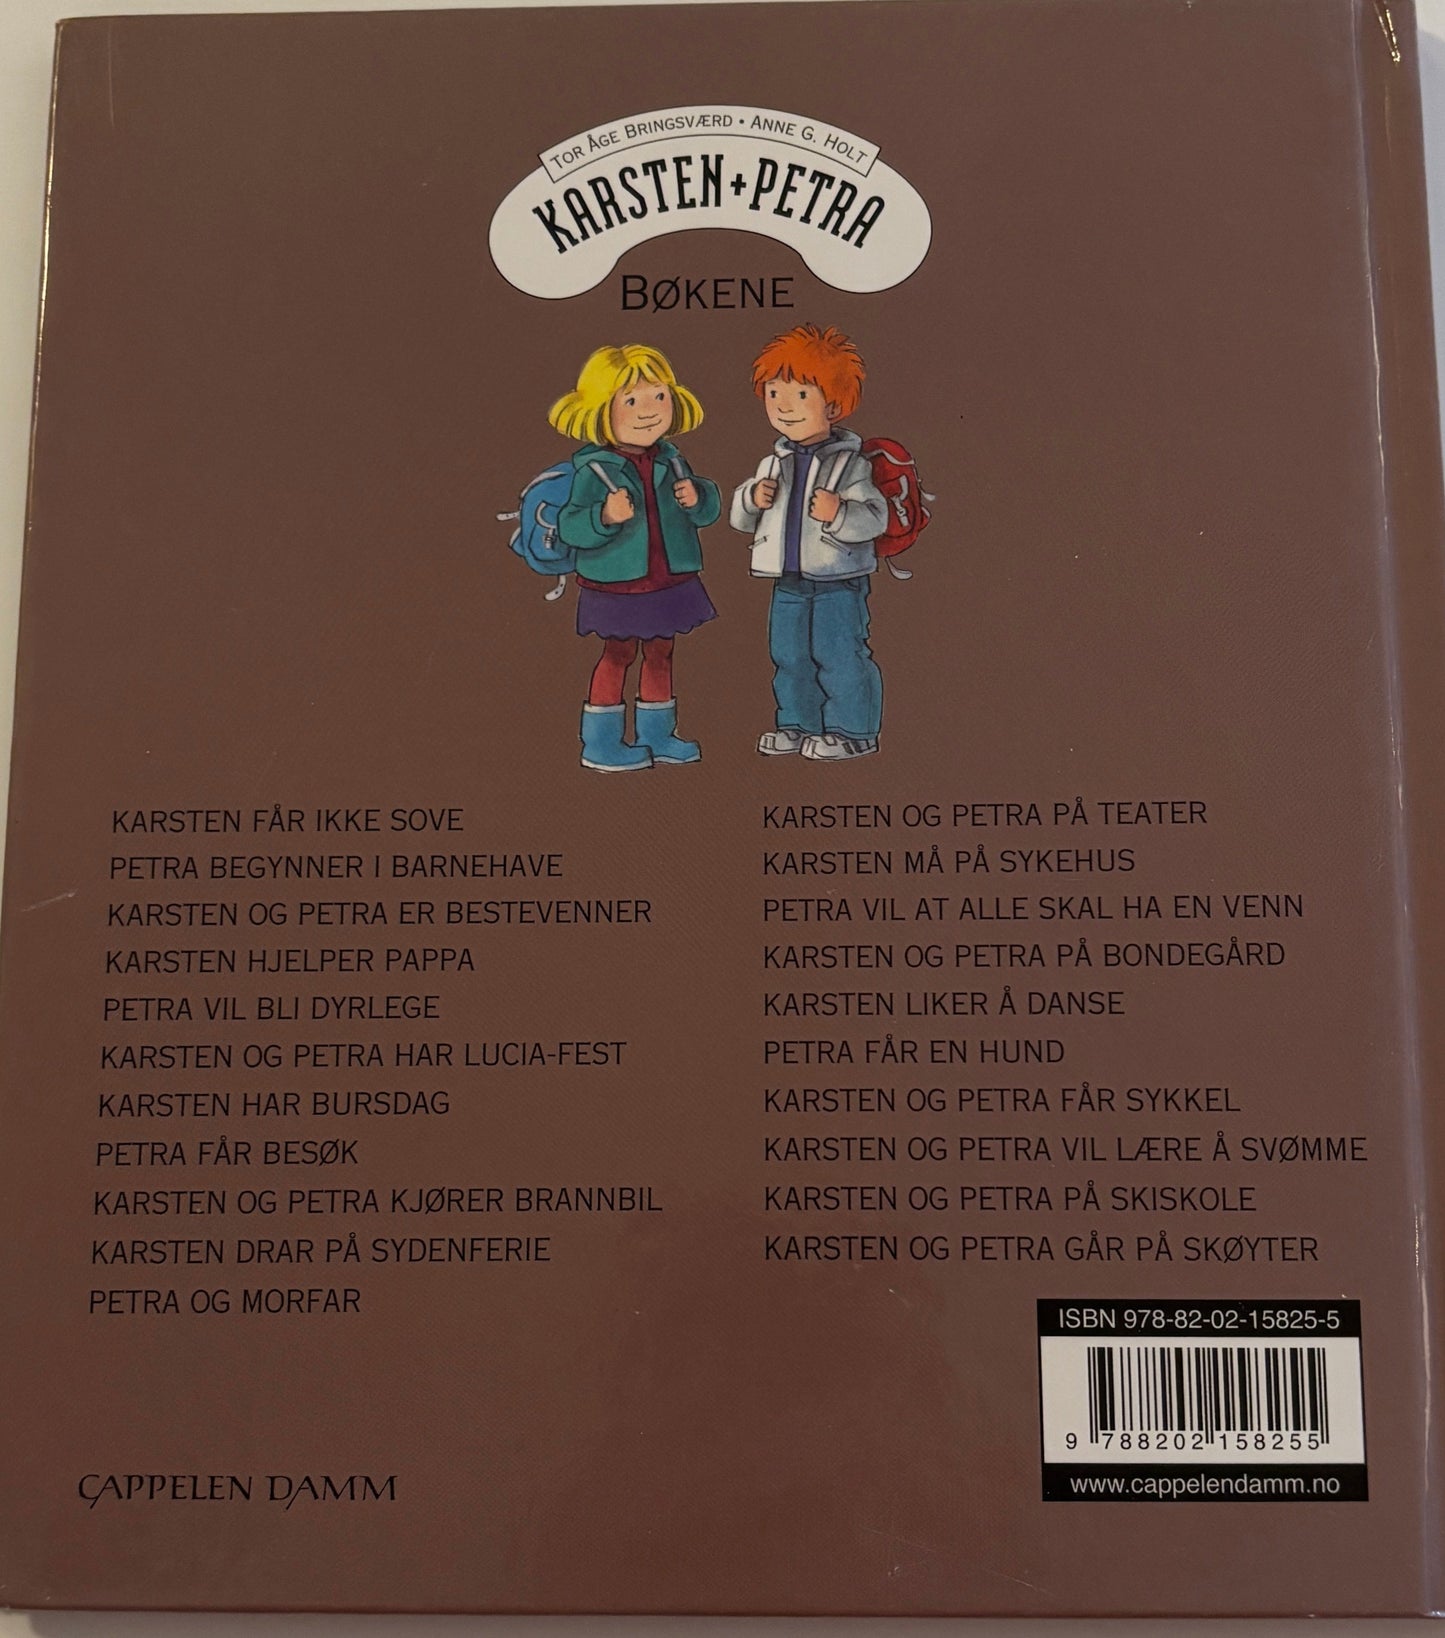 TOR ÅGE BRINGSVÆRD • ANNE G. HOLT
KARSTEN + PETRA
BØKENE
KARSTEN FÅR IKKE SOVE
PETRA BEGYNNER I BARNEHAVE
KARSTEN OG PETRA ER BESTEVENNER
KARSTEN HJELPER PAPPA
PETRA VIL BLI DYRLEGE
KARSTEN OG PETRA HAR LUCIA-FEST
KARSTEN HAR BURSDAG
PETRA FÅR BESØK
KARSTEN OG PETRA KJØRER BRANNBIL
KARSTEN DRAR PÅ SYDENFERIE
PETRA OG MORFAR
KARSTEN OG PETRA PÅ TEATER
KARSTEN MÅ PÅ SYKEHUS
PETRA VIL AT ALLE SKAL HA EN VENN
KARSTEN OG PETRA PÅ BONDEGÅRD
KARSTEN LIKER Å DANSE
PETRA FÅR EN HUND
KARSTEN OG PETRA FÅR SYKKEL
KARSTEN OG PETRA VIL LÆRE Å SVØMME
KARSTEN OG PETRA PÅ SKISKOLE
KARSTEN OG PETRA GÅR PÅ SKØYTER
ISBN 978-82-02-15825-5
9 788202 158255
www.cappelendamm.no
CAPPELEN DAMM